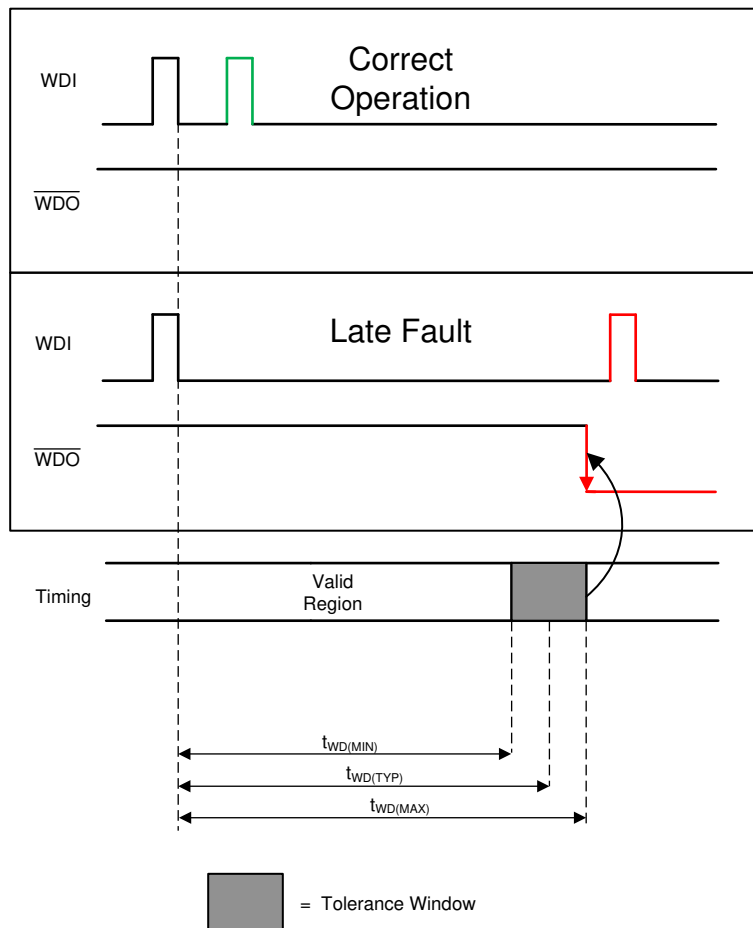 WDI
Correct
Operation
WDO
WDI
Late Fault
WDO
Timing
Valid
Region
tWD(MIN)
tWD(TYP)
tWD(MAX)
= Tolerance Window